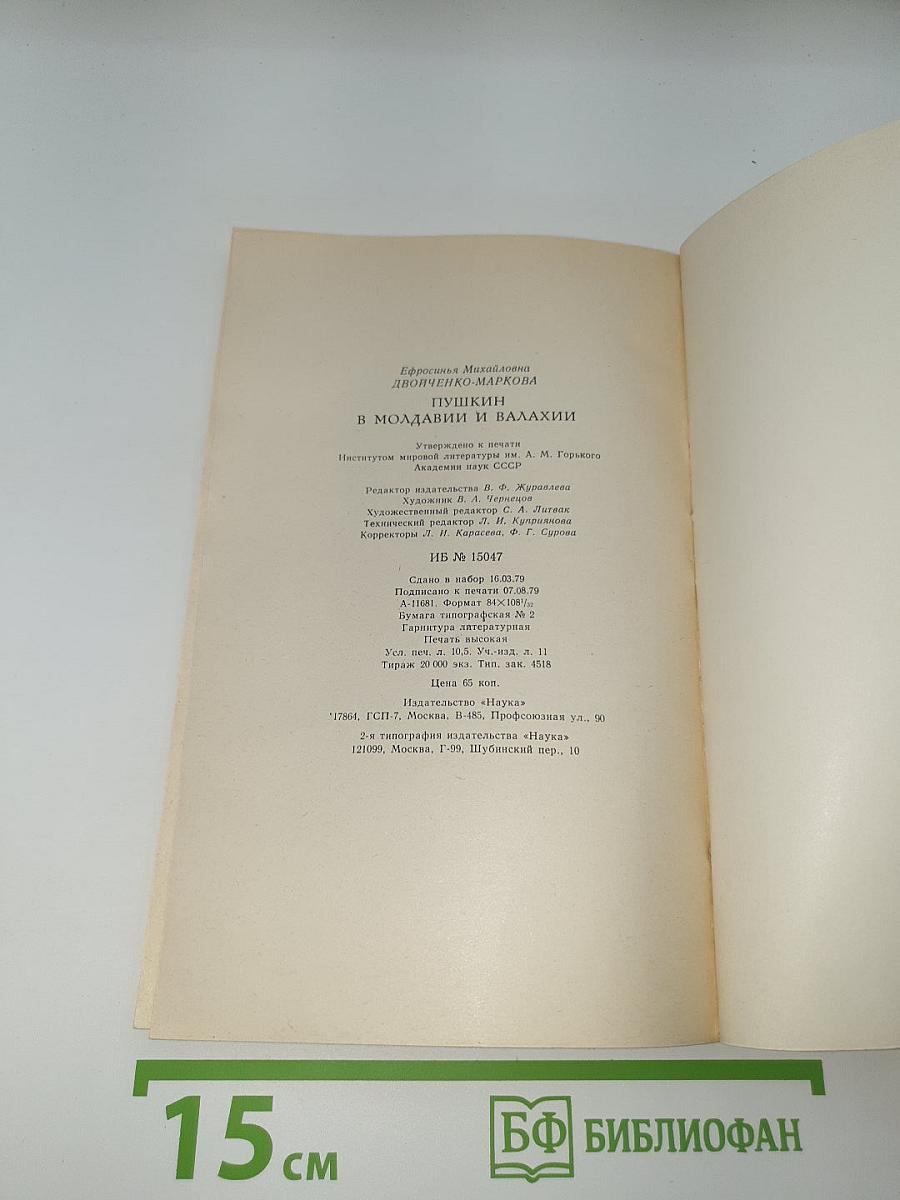 Ефросинья Михайловна
ДВОЙЧЕНКО-МАРКОВА
ПУШКИН
В МОЛДАВИИ И ВАЛАХИИ
Утверждено к печати
Институтом мировой литературы им. А. М. Горького
Академии наук СССР
Редактор издательства В. Ф. Журавлева
Художник В. А. Чернецов
Художественный редактор С. А. Литвак
Технический редактор Л. И. Куприянова
Корректоры Л. И. Карасева, Ф. Г. Сурова
ИБ № 15047
Сдано в набор 16.03.79
Подписано к печати 07.08.79
А-11681. Формат 84×108¹/₃₂
Бумага типографская № 2
Гарнитура литературная
Печать высокая
Усл. печ. л. 10,5. Уч.-изд. л. 11
Тираж 20 000 экз. Тип. зак. 4518
Цена 65 коп.
Издательство «Наука»
'17864, ГСП-7, Москва, В-485, Профсоюзная ул., 90
2-я типография издательства «Наука»
121099, Москва, Г-99, Шубинский пер., 10
15 см
БФ БИБЛИОФАН